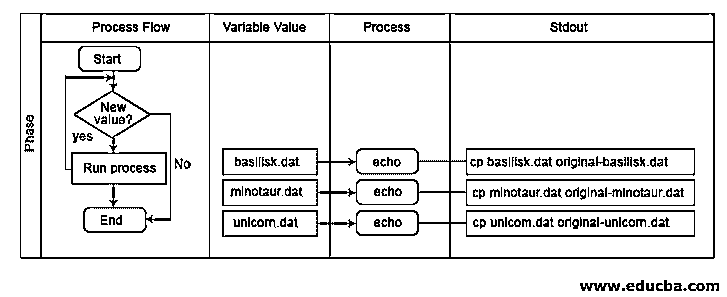 Process Flow
Variable Value
Process
Stdout
Phase
Start
New
value?
yes
No
Run process
End
basilisk.dat
echo
cp basilisk.dat original-basilisk.dat
minotaur.dat
echo
cp minotaur.dat original-minotaur.dat
unicorn.dat
echo
cp unicorn.dat original-unicorn.dat
www.educba.com